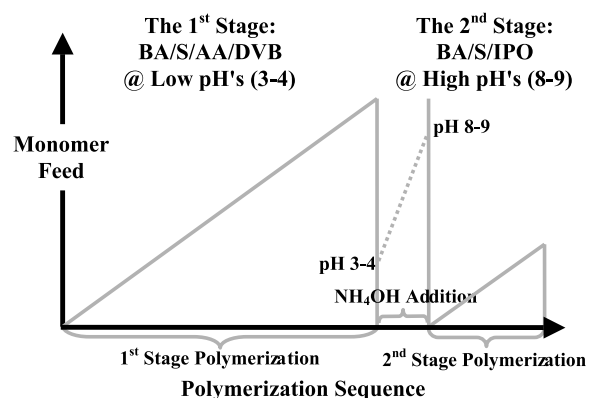 The 1st Stage:
BA/S/AA/DVB
@ Low pH's (3-4)
The 2nd Stage:
BA/S/IPO
@ High pH's (8-9)
Monomer
Feed
pH 8-9
pH 3-4
NH4OH Addition
1st Stage Polymerization
2nd Stage Polymerization
Polymerization Sequence